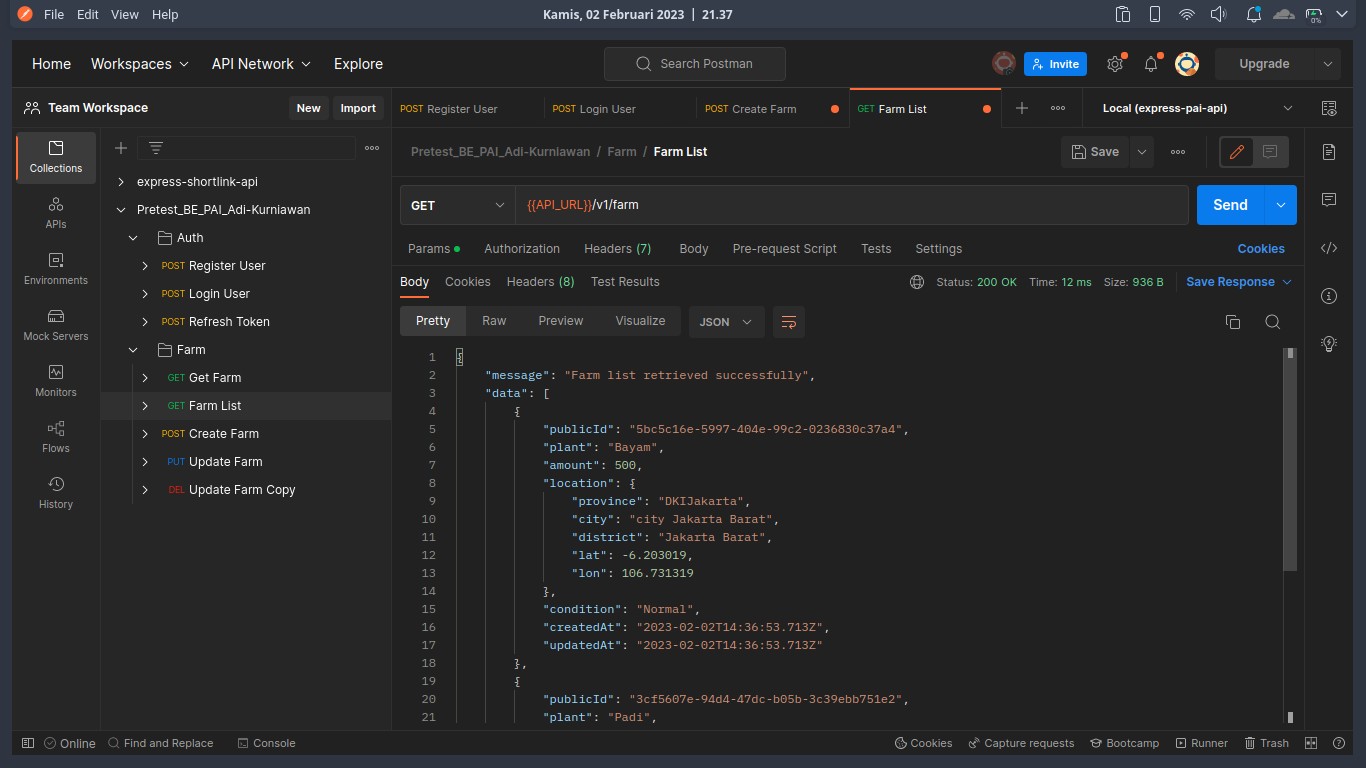 File Edit View Help
Kamis, 02 Februari 2023 | 21.37
0%
Home Workspaces API Network Explore
Search Postman
Invite
Upgrade
Team Workspace
New Import
POST Register User
POST Login User
POST Create Farm
GET Farm List
Local (express-pai-api)
Collections
APIs
Environments
Mock Servers
Monitors
Flows
History
express-shortlink-api
Pretest_BE_PAI_Adi-Kurniawan
Auth
POST Register User
POST Login User
POST Refresh Token
Farm
GET Get Farm
GET Farm List
POST Create Farm
PUT Update Farm
DEL Update Farm Copy
Pretest_BE_PAI_Adi-Kurniawan / Farm / Farm List
Save
GET
{{API_URL}}/v1/farm
Send
Params Authorization Headers (7) Body Pre-request Script Tests Settings
Cookies
Body Cookies Headers (8) Test Results
Status: 200 OK Time: 12 ms Size: 936 B
Save Response
Pretty Raw Preview Visualize
JSON
1 {
2 "message": "Farm list retrieved successfully",
3 "data": [
4 {
5 "publicId": "5bc5c16e-5997-404e-99c2-0236830c37a4",
6 "plant": "Bayam",
7 "amount": 500,
8 "location": {
9 "province": "DKIJakarta",
10 "city": "city Jakarta Barat",
11 "district": "Jakarta Barat",
12 "lat": -6.203019,
13 "lon": 106.731319
14 },
15 "condition": "Normal",
16 "createdAt": "2023-02-02T14:36:53.713Z",
17 "updatedAt": "2023-02-02T14:36:53.713Z"
18 },
19 {
20 "publicId": "3cf5607e-94d4-47dc-b05b-3c39ebb751e2",
21 "plant": "Padi",
Online
Find and Replace
Console
Cookies
Capture requests
Bootcamp
Runner
Trash